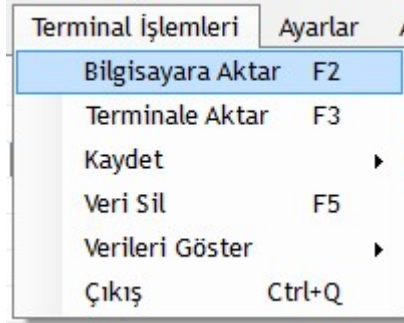 Terminal İşlemleri Ayarlar
Bilgisayara Aktar F2
Terminale Aktar F3
Kaydet
Veri Sil F5
Verileri Göster
Çıkış Ctrl+Q